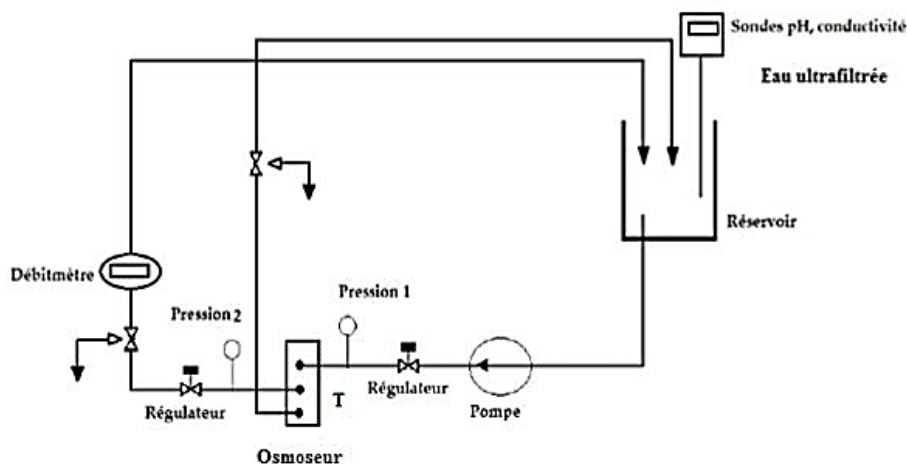 Sondes pH, conductivité
Eau ultrafiltrée
Réservoir
Débitmètre
Pression 2
Pression 1
Régulateur
T
Régulateur
Pompe
Osmoseur